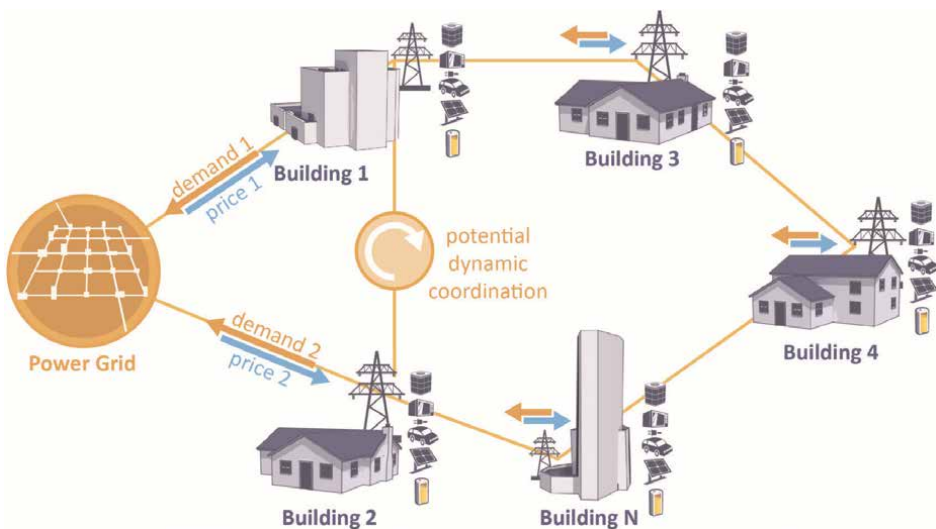 Building 1
Building 3
demand 1
price 1
potential
dynamic
coordination
Power Grid
demand 2
price 2
Building 4
Building 2
Building N